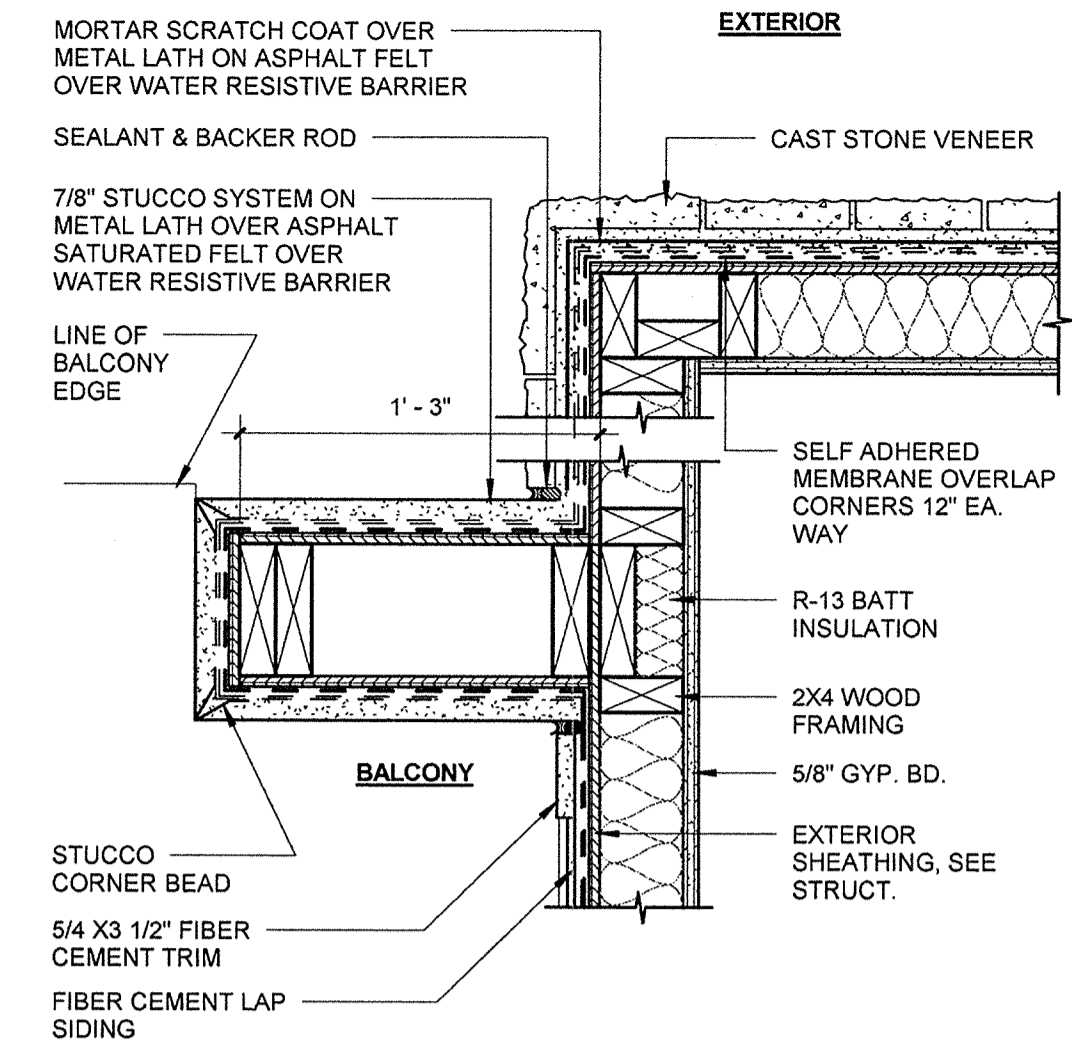 EXTERIOR
MORTAR SCRATCH COAT OVER
METAL LATH ON ASPHALT FELT
OVER WATER RESISTIVE BARRIER
SEALANT & BACKER ROD
CAST STONE VENEER
7/8" STUCCO SYSTEM ON
METAL LATH OVER ASPHALT
SATURATED FELT OVER
WATER RESISTIVE BARRIER
LINE OF
BALCONY
EDGE
1' - 3"
SELF ADHERED
MEMBRANE OVERLAP
CORNERS 12" EA.
WAY
R-13 BATT
INSULATION
2X4 WOOD
FRAMING
5/8" GYP. BD.
BALCONY
EXTERIOR
SHEATHING, SEE
STRUCT.
STUCCO
CORNER BEAD
5/4 X3 1/2" FIBER
CEMENT TRIM
FIBER CEMENT LAP
SIDING